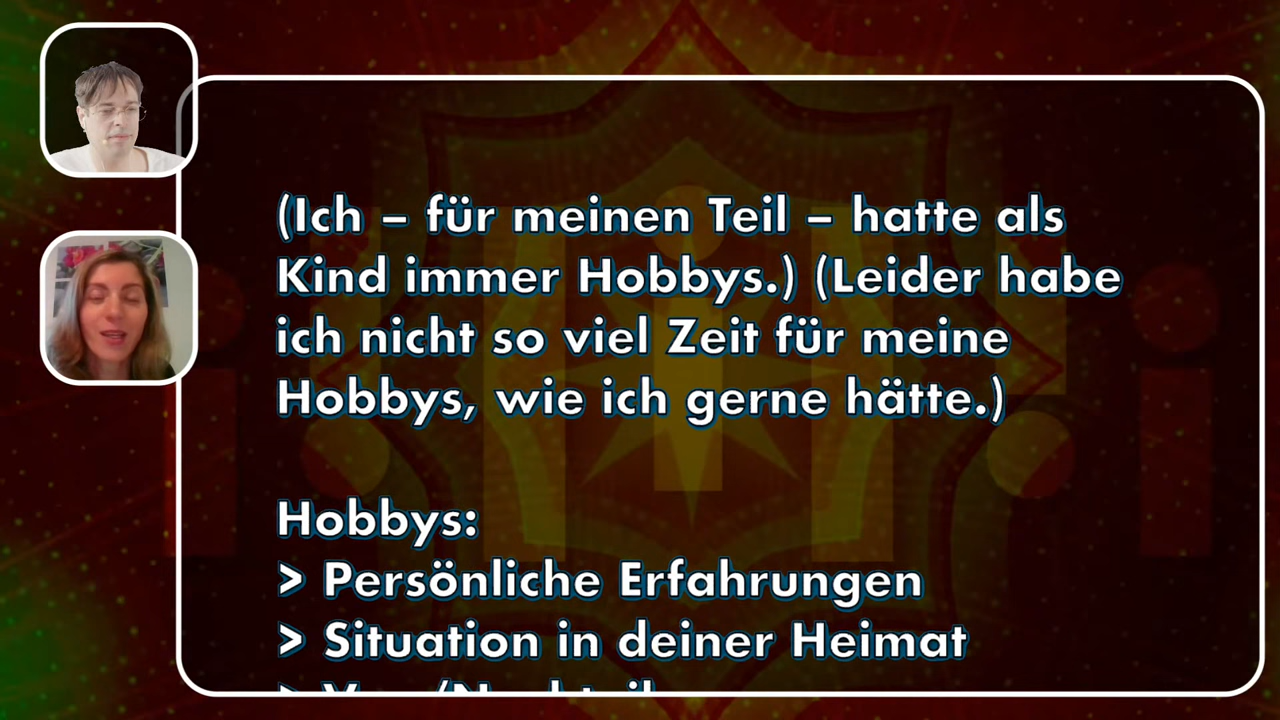 (Ich – für meinen Teil – hatte als
Kind immer Hobbys.) (Leider habe
ich nicht so viel Zeit für meine
Hobbys, wie ich gerne hätte.)
Hobbys:
> Persönliche Erfahrungen
> Situation in deiner Heimat